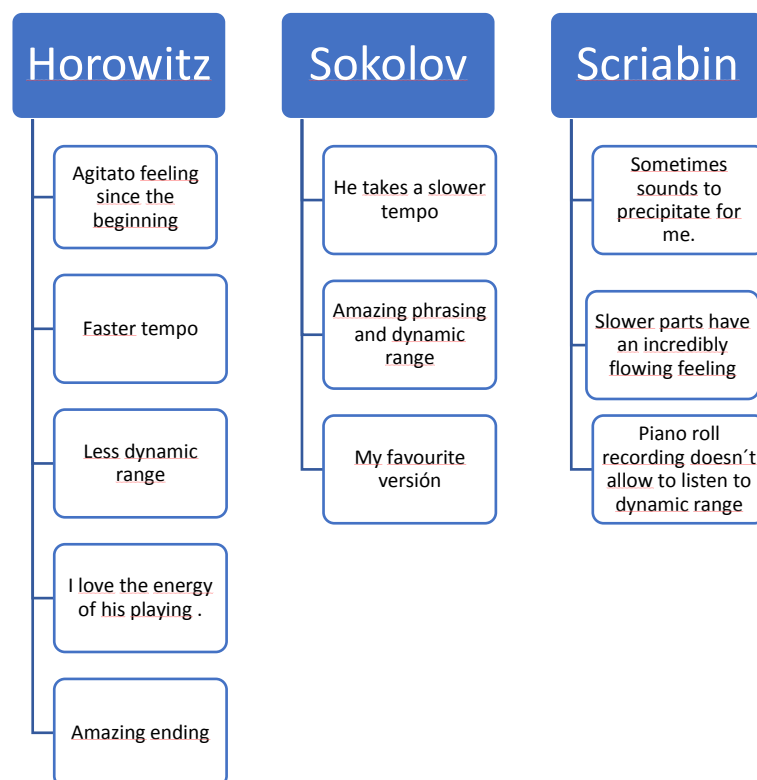 Horowitz
Agitato feeling
since the
beginning
Faster tempo
Less dynamic
range
I love the energy
of his playing .
Amazing ending
Sokolov
He takes a slower
tempo
Amazing phrasing
and dynamic
range
My favourite
versión
Scriabin
Sometimes
sounds to
precipitate for
me.
Slower parts have
an incredibly
flowing feeling
Piano roll
recording doesn´t
allow to listen to
dynamic range